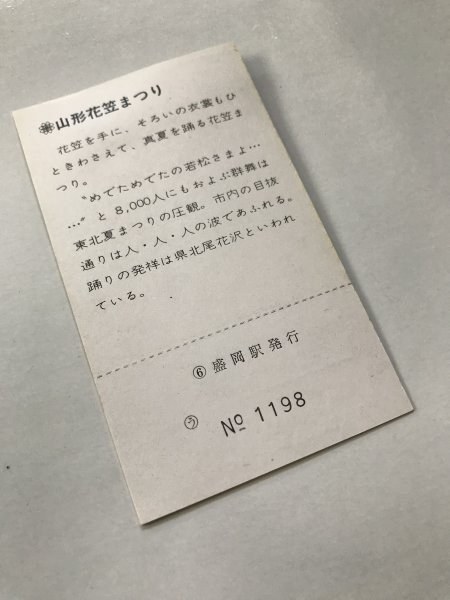 山形花笠まつり
花笠を手に、そろいの衣裳もひ
ときわさえて、真夏を踊る花笠ま
つり。
〝めでためでたの若松さまよ…
…〟と 8,000人にもおよぶ群舞は
東北夏まつりの圧観。市内の目抜
通りは人・人・人の波であふれる。
踊りの発祥は県北尾花沢といわれ
ている。
⑥ 盛岡駅発行
㋒ № 1198